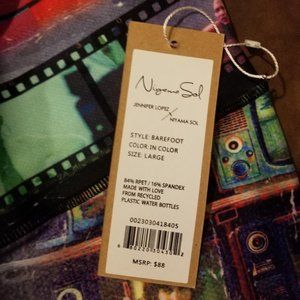 Niyama Sol
JENNIFER LOPEZ
X
NIYAMA SOL
STYLE: BAREFOOT
COLOR: IN COLOR
SIZE: LARGE
84% RPET / 16% SPANDEX
MADE WITH LOVE
FROM RECYCLED
PLASTIC WATER BOTTLES
0023030418405
MSRP: $88